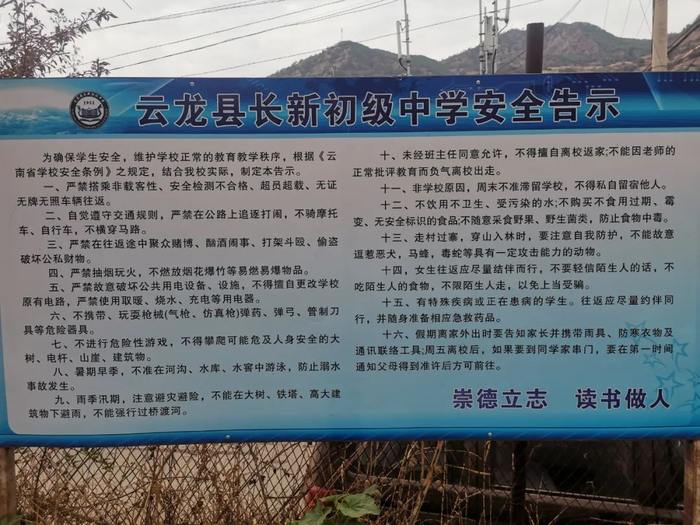 云龙县长新初级中学安全告示
为确保学生安全，维护学校正常的教育教学秩序，根据《云
南省学校安全条例》之规定，结合我校实际，制定本告示。
一、严禁搭乘非载客性、安全检测不合格、超员超载、无证
无牌无照车辆往返。
二、自觉遵守交通规则，严禁在公路上追逐打闹，不骑摩托
车、自行车，不横穿马路。
三、严禁在往返途中聚众赌博、酗酒闹事、打架斗殴、偷盗
破坏公私财物。
四、严禁抽烟玩火，不燃放烟花爆竹等易燃易爆物品。
五、严禁故意破坏公共用电设备、设施，不得擅自更改学校
原有电路，严禁使用取暖、烧水、充电等用电器。
六、不携带、玩耍枪械(气枪、仿真枪)弹药、弹弓、管制刀
具等危险器具。
七、不进行危险性游戏，不得攀爬可能危及人身安全的大
树、电杆、山崖、建筑物。
八、暑期旱季，不准在河沟、水库、水窖中游泳，防止溺水
事故发生。
九、雨季汛期，注意避灾避险，不能在大树、铁塔、高大建
筑物下避雨，不能强行过桥渡河。
十、未经班主任同意允许，不得擅自离校返家;不能因老师的
正常批评教育而负气离校出走。
十一、非学校原因，周末不准滞留学校，不得私自留宿他人。
十二、不饮用不卫生、受污染的水;不购买不食用过期、霉
变、无安全标识的食品;不随意采食野果、野生菌类，防止食物中毒。
十三、走村过寨，穿山入林时，要注意自我防护，不能故意
逗惹恶犬，马蜂，毒蛇等具有一定攻击能力的动物。
十四，女生往返应尽量结伴而行，不要轻信陌生人的话，不
吃陌生人的食物，不限陌生人走，以免上当受骗。
十五、有特殊疾病或正在患病的学生。往返应尽量约伴同
行，并随身准备相应急救药品。
十六、假期离家外出时要告知家长并携带雨具、防寒衣物及
通讯联络工具;周五离校后，如果要到同学家串门，要在第一时间
通知父母得到准许后方可前往。
崇德立志 读书做人